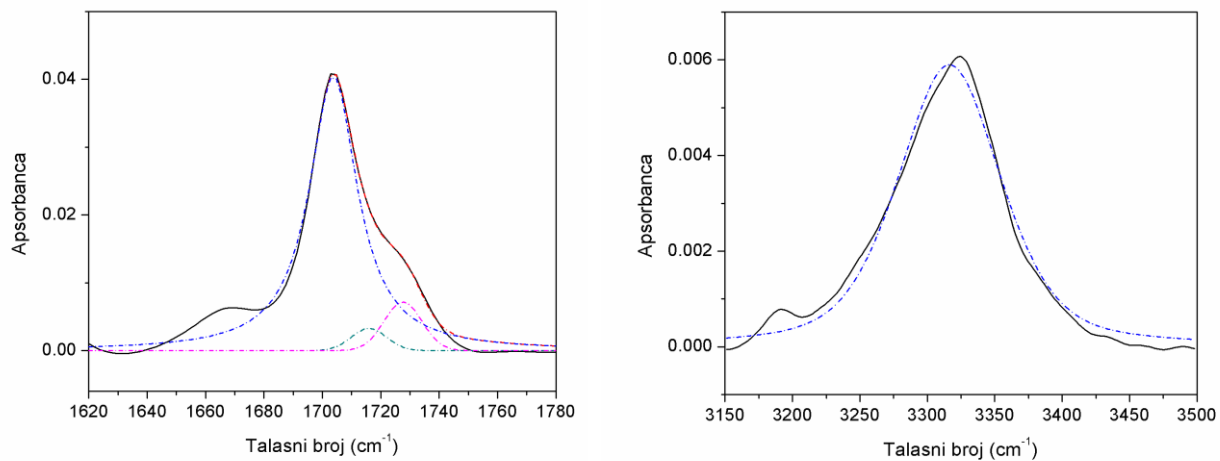 0.04
0.02
0.00
Apsorbanca
1620 1640 1660 1680 1700 1720 1740 1760 1780
Talasni broj (cm⁻¹)
0.006
0.004
0.002
0.000
Apsorbanca
3150 3200 3250 3300 3350 3400 3450 3500
Talasni broj (cm⁻¹)